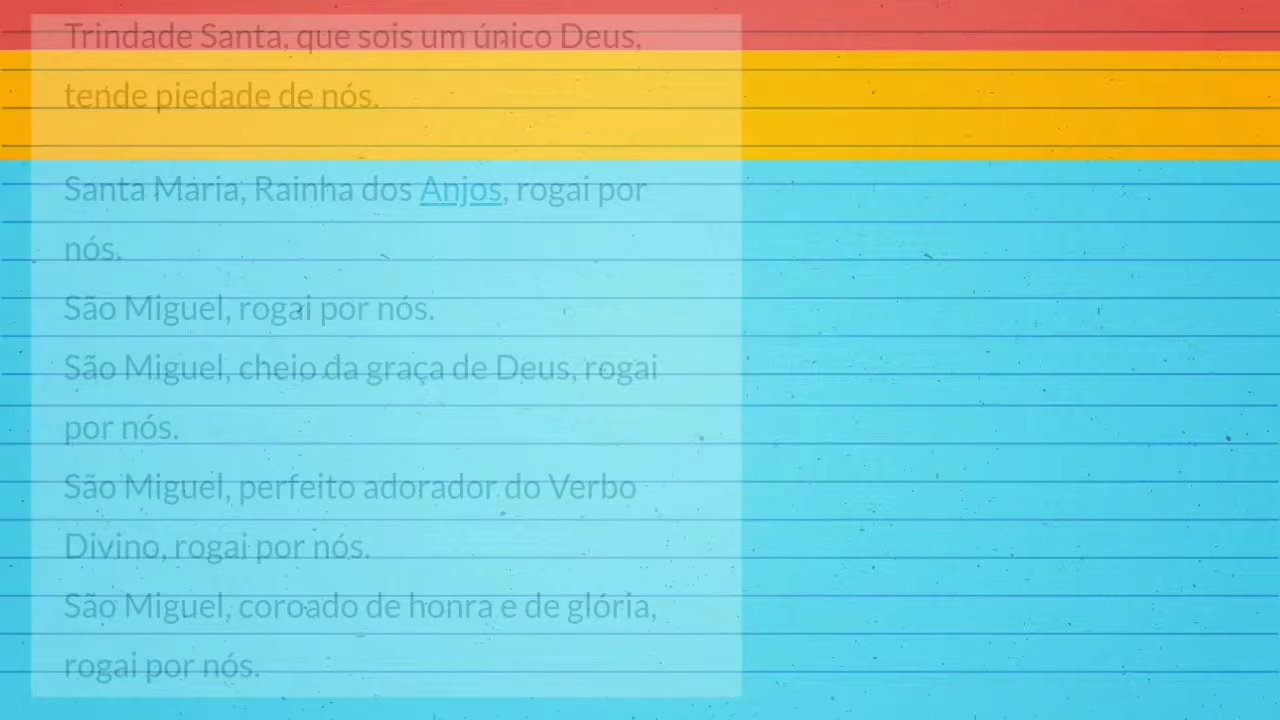 Trindade Santa, que sois um único Deus,
tende piedade de nós.
Santa Maria, Rainha dos Anjos, rogai por
nós.
São Miguel, rogai por nós.
São Miguel, cheio da graça de Deus, rogai
por nós.
São Miguel, perfeito adorador do Verbo
Divino, rogai por nós.
São Miguel, coroado de honra e de glória,
rogai por nós.